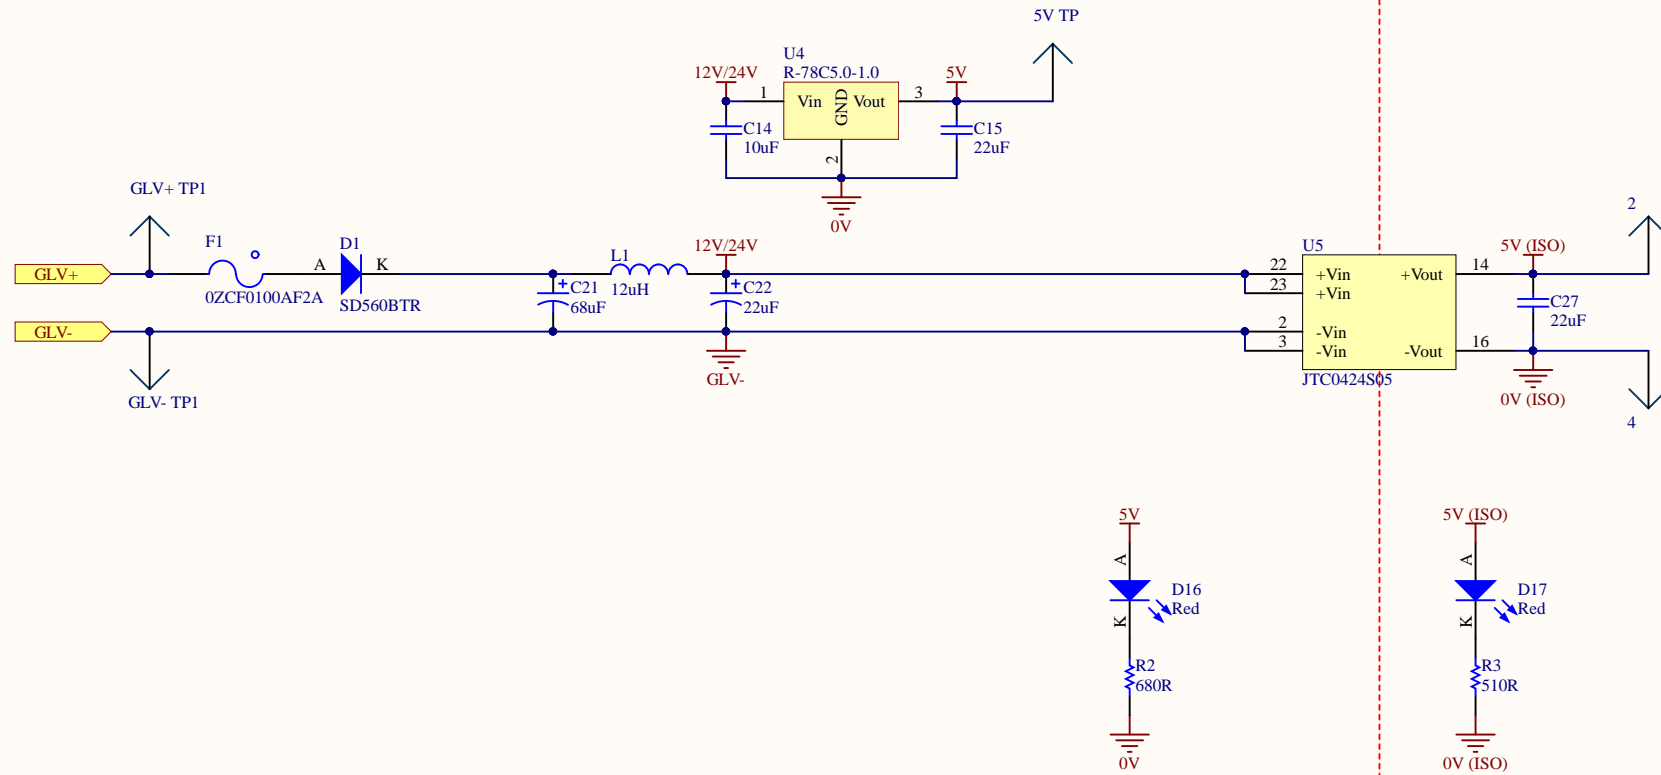 5V TP
U4
R-78C5.0-1.0
12V/24V
5V
1
Vin
GND
Vout
3
C14
10uF
2
C15
22uF
0V
GLV+ TP1
2
F1
D1
L1
12V/24V
U5
5V (ISO)
GLV+
A
K
22
+Vin
+Vout
14
23
+Vin
0ZCF0100AF2A
SD560BTR
C21
68uF
12uH
C22
22uF
C27
22uF
GLV-
2
-Vin
3
-Vin
-Vout
16
GLV-
JTC0424S05
0V (ISO)
GLV- TP1
4
5V
5V (ISO)
A
A
D16
Red
D17
Red
K
K
R2
680R
R3
510R
0V
0V (ISO)